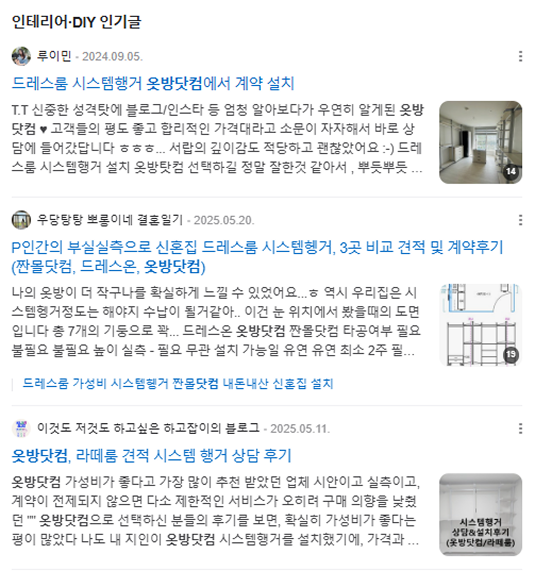 인테리어·DIY 인기글
루이민 · 2024.09.05.
드레스룸 시스템행거 옷방닷컴에서 계약 설치
T.T 신중한 성격탓에 블로그/인스타 등 엄청 알아보다가 우연히 알게된 옷방
닷컴 ♥ 고객들의 평도 좋고 합리적인 가격대라고 소문이 자자해서 바로 상
담에 들어갔답니다 ㅎㅎㅎ... 서랍의 깊이감도 적당하고 괜찮았어요 :-) 드레
스룸 시스템행거 설치 옷방탓컴 선택하길 정말 잘한것 같아서 , 뿌듯뿌듯 ...
14
우당탕탕 뽀롱이네 결혼일기 · 2025.05.20.
P인간의 부실실측으로 신혼집 드레스룸 시스템행거, 3곳 비교 견적 및 계약후기
(짠몰닷컴, 드레스온, 옷방닷컴)
나의 옷방이 더 작구나를 확실하게 느낄 수 있었어요...ㅎ 역시 우리집은 시
스템행거정도는 해야지 수납이 될거같아.. 이건 눈 위치에서 봤을때의 도면
입니다 총 7개의 기둥으로 꽉... 드레스온 옷방닷컴 짠몰닷컴 타공여부 필요
불필요 불필요 높이 실측 - 필요 무관 설치 가능일 유연 유연 최소 2주 필...
19
드레스룸 가성비 시스템행거 짠몰닷컴 내돈내산 신혼집 설치
이것도 저것도 하고싶은 하고잡이의 블로그 · 2025.05.11.
옷방닷컴, 라떼룸 견적 시스템 행거 상담 후기
옷방닷컴 가성비가 좋다고 가장 많이 추천 받았던 업체 시안이고 실측이고,
계약이 전제되지 않으면 다소 제한적인 서비스가 오히려 구매 의향을 낮췄
던 "" 옷방닷컴으로 선택하신 분들의 후기를 보면, 확실히 가성비가 좋다는
평이 많았다 나도 내 지인이 옷방닷컴 시스템행거를 설치했기에, 가격과 ...
시스템행거
상담&설치후기
(옷방닷컴/라떼룸)